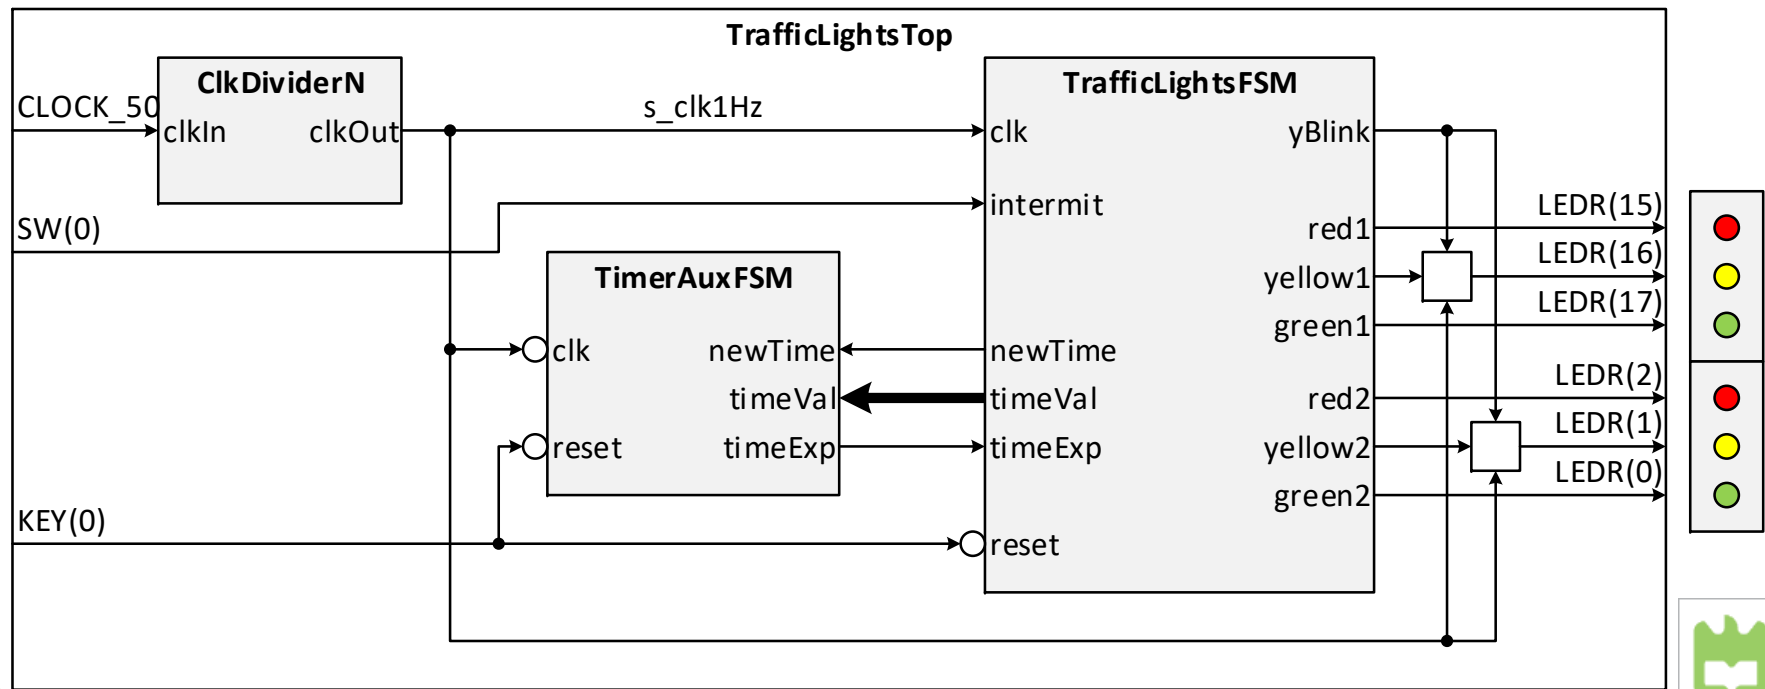 TrafficLightsTop
ClkDividerN
TrafficLightsFSM
CLOCK_50
clkIn
clkOut
s_clk1Hz
clk
yBlink
SW(0)
intermit
red1
LEDR(15)
yellow1
LEDR(16)
green1
LEDR(17)
TimerAuxFSM
clk
newTime
newTime
timeVal
timeVal
red2
LEDR(2)
reset
timeExp
timeExp
yellow2
LEDR(1)
green2
LEDR(0)
KEY(0)
reset